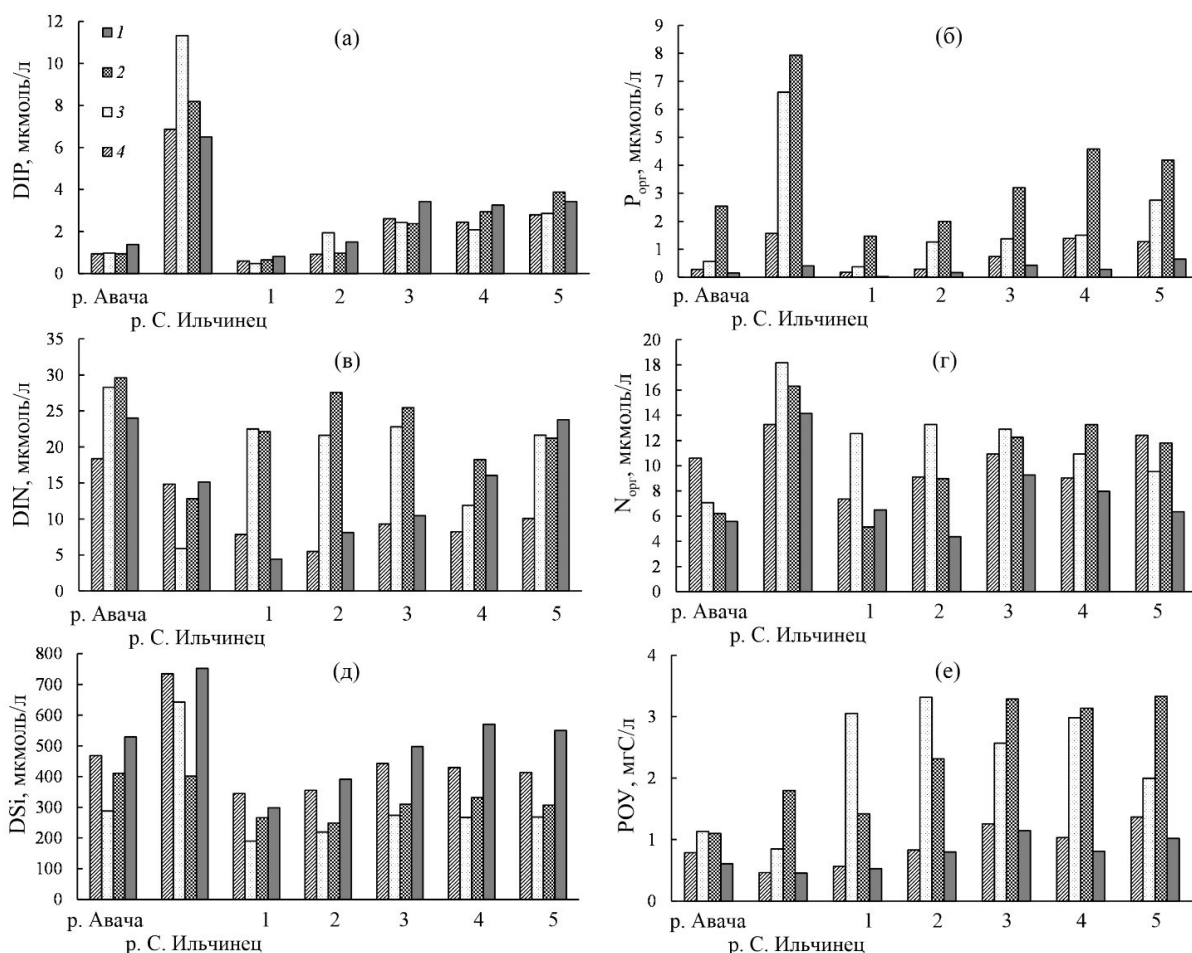 (а)
DIP, мкмоль/л
12
10
8
6
4
2
0
1
2
3
4
р. Авача 1 2 3 4 5
р. С. Ильчинец
(б)
Pорг, мкмоль/л
9
8
7
6
5
4
3
2
1
0
р. Авача 1 2 3 4 5
р. С. Ильчинец
(в)
DIN, мкмоль/л
35
30
25
20
15
10
5
0
р. Авача 1 2 3 4 5
р. С. Ильчинец
(г)
Nорг, мкмоль/л
20
18
16
14
12
10
8
6
4
2
0
р. Авача 1 2 3 4 5
р. С. Ильчинец
(д)
DSi, мкмоль/л
800
700
600
500
400
300
200
100
0
р. Авача 1 2 3 4 5
р. С. Ильчинец
(е)
РОУ, мгС/л
4
3
2
1
0
р. Авача 1 2 3 4 5
р. С. Ильчинец